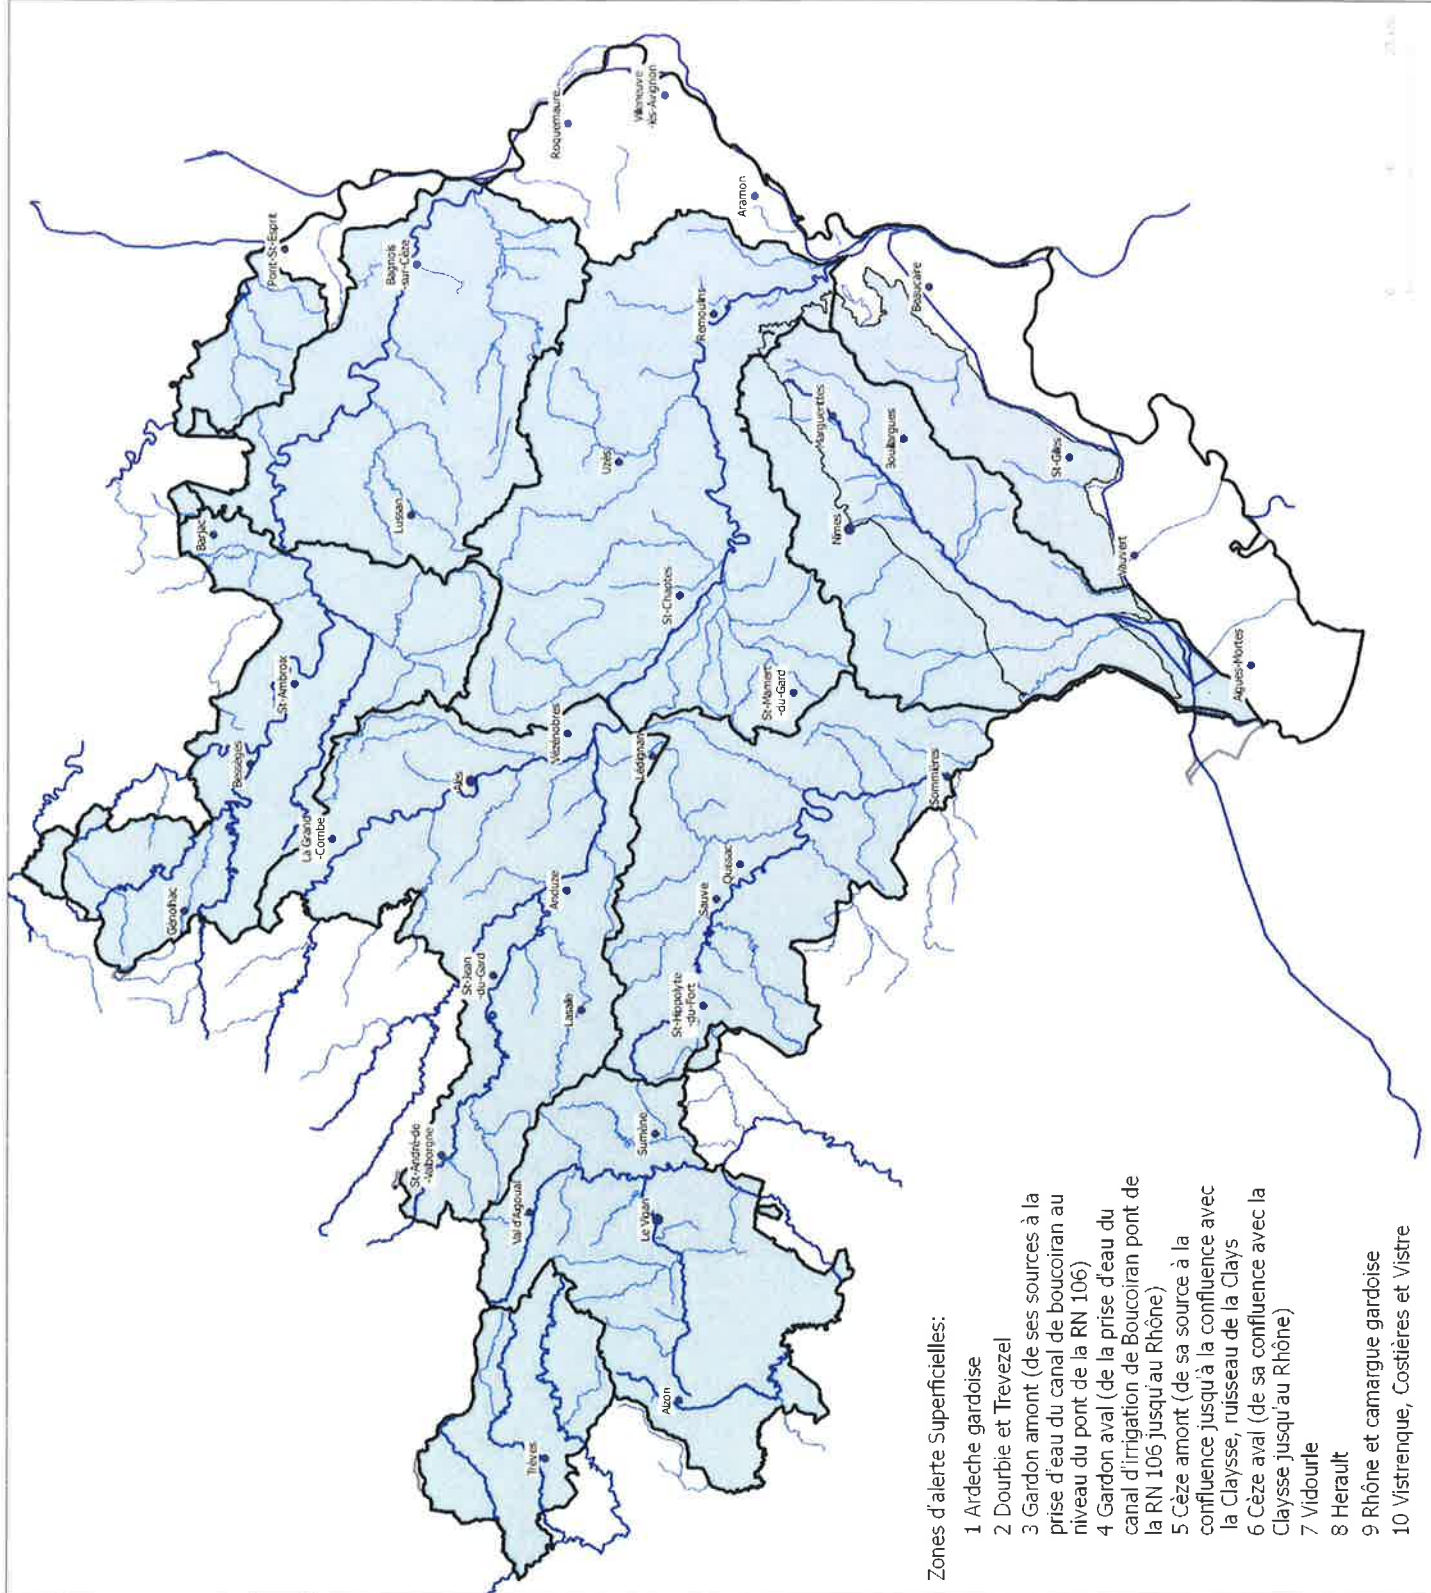 Zones d'alerte Superficielles:
1 Ardeche gardoise
2 Dourbie et Trevezel
3 Gardon amont (de ses sources à la
prise d'eau du canal de boucoiran au
niveau du pont de la RN 106)
4 Gardon aval (de la prise d'eau du
canal d'irrigation de Boucoiran pont de
la RN 106 jusqu'au Rhône)
5 Cèze amont (de sa source à la
confluence jusqu'à la confluence avec
la Claysse, ruisseau de la Clays
6 Cèze aval (de sa confluence avec la
Claysse jusqu'au Rhône)
7 Vidourle
8 Herault
9 Rhône et camargue gardoise
10 Vistrenque, Costières et Vistre
Trèves
Alzon
Val d'Aigoual
Le Vigan
St-André-de
-Valborgne
Sumène
St-Jean
-du-Gard
Lasalle
St-Hippolyte
-du-Fort
Génolhac
Anduze
Sauve
Quissac
La Grand
-Combe
Bessèges
Alès
Vézénobres
Lédignan
Sommières
St-Ambroix
St-Mamert
-du-Gard
Aigues-Mortes
Barjac
Lussan
St-Chaptes
Nîmes
Vauvert
Uzès
Marguerittes
Bouillargues
St-Gilles
Pont-St-Esprit
Bagnols
-sur-Cèze
Remoulins
Beaucaire
Aramon
Roquemaure
Villeneuve
-lès-Avignon